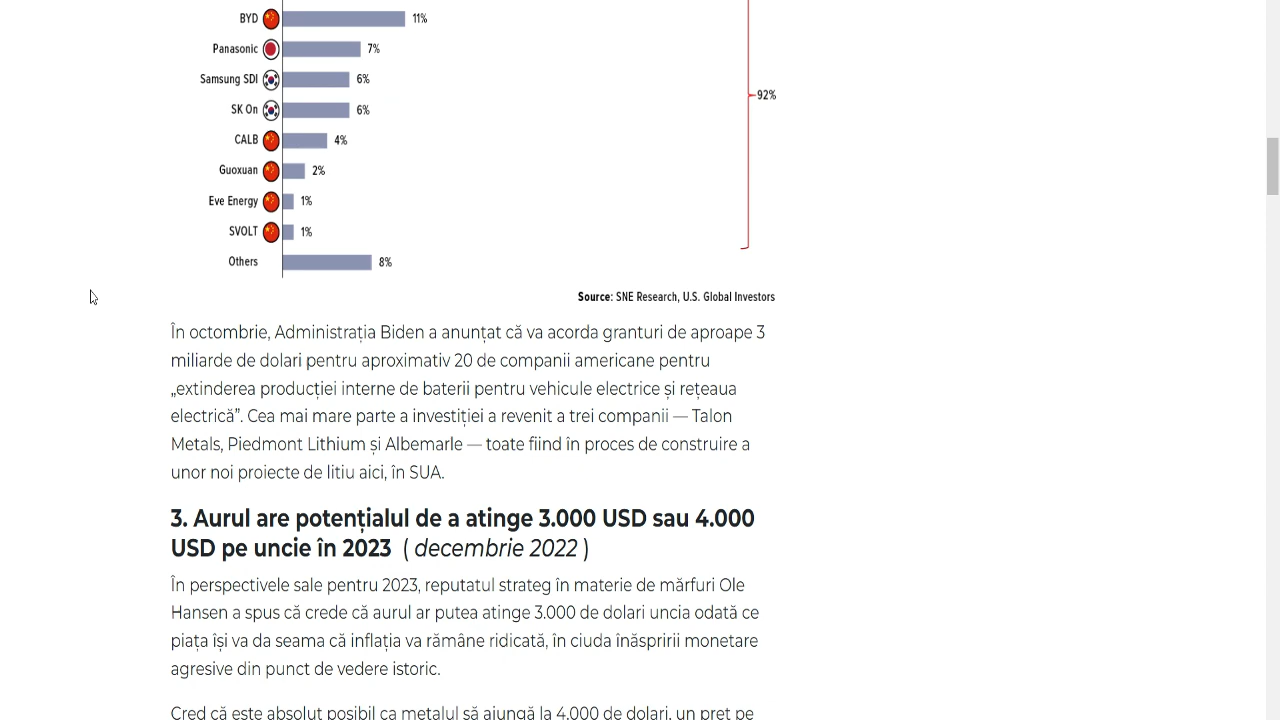 BYD 11%
Panasonic 7%
Samsung SDI 6%
SK On 6%
92%
CALB 4%
Guoxuan 2%
Eve Energy 1%
SVOLT 1%
Others 8%
Source: SNE Research, U.S. Global Investors
În octombrie, Administrația Biden a anunțat că va acorda granturi de aproape 3
miliarde de dolari pentru aproximativ 20 de companii americane pentru
„extinderea producției interne de baterii pentru vehicule electrice și rețeaua
electrică”. Cea mai mare parte a investiției a revenit a trei companii — Talon
Metals, Piedmont Lithium și Albemarle — toate fiind în proces de construire a
unor noi proiecte de litiu aici, în SUA.
3. Aurul are potențialul de a atinge 3.000 USD sau 4.000
USD pe uncie în 2023 ( decembrie 2022 )
În perspectivele sale pentru 2023, reputatul strateg în materie de mărfuri Ole
Hansen a spus că crede că aurul ar putea atinge 3.000 de dolari uncia odată ce
piața își va da seama că inflația va rămâne ridicată, în ciuda înăspririi monetare
agresive din punct de vedere istoric.
Cred că este absolut posibil ca metalul să ajungă la 4.000 de dolari, un preț pe